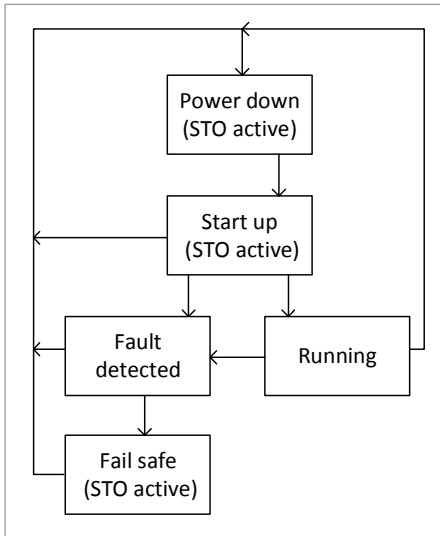 Power down
(STO active)
Start up
(STO active)
Fault
detected
Running
Fail safe
(STO active)